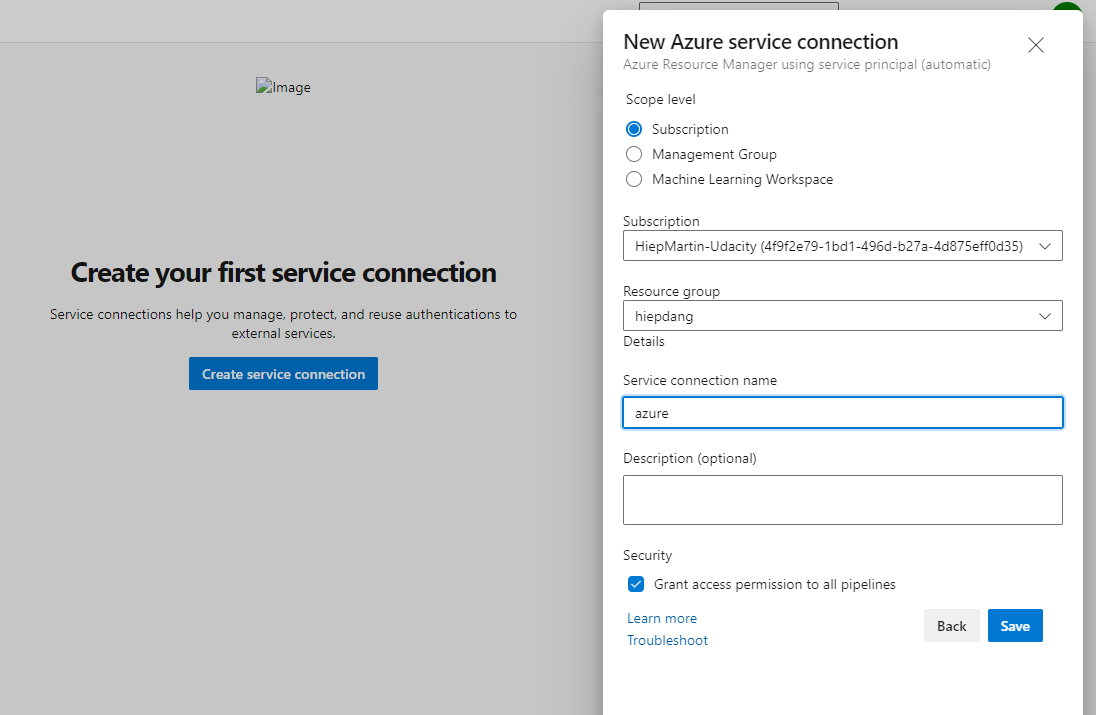 Image
Create your first service connection
Service connections help you manage, protect, and reuse authentications to
external services.
Create service connection
New Azure service connection
Azure Resource Manager using service principal (automatic)
Scope level
Subscription
Management Group
Machine Learning Workspace
Subscription
HiepMartin-Udacity (4f9f2e79-1bd1-496d-b27a-4d875eff0d35)
Resource group
hiepdang
Details
Service connection name
azure
Description (optional)
Security
Grant access permission to all pipelines
Learn more
Troubleshoot
Back
Save